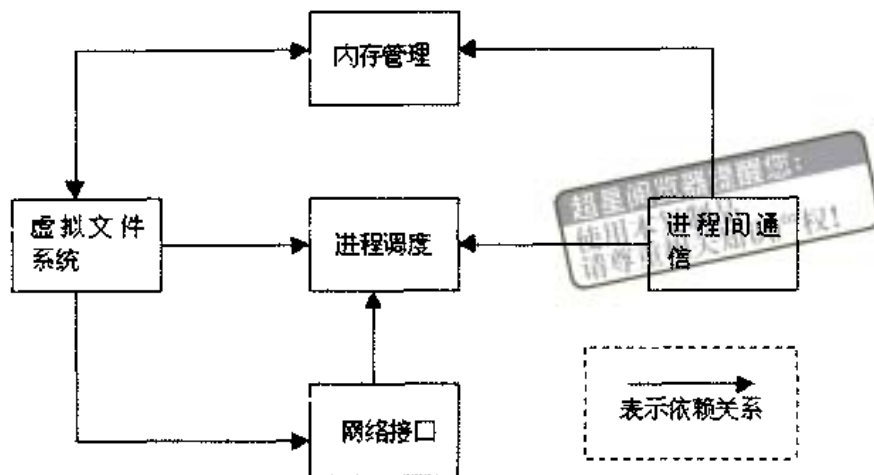 内存管理
超星阅览器提醒您:
虚拟文件
系统
进程调度
进程间通
信
使用本
请尊 权!
网络接口
表示依赖关系